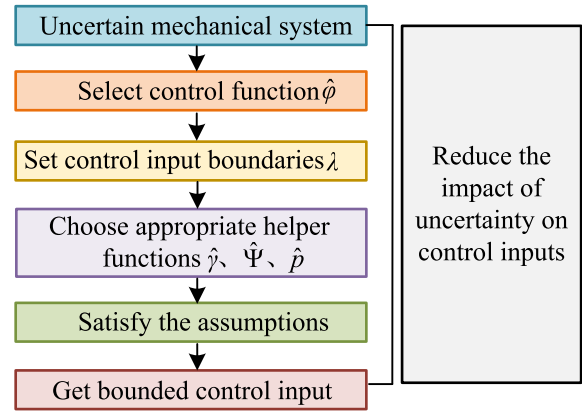 Uncertain mechanical system
Select control function φ̂
Set control input boundaries λ
Choose appropriate helper
functions γ̂、Ψ̂、p̂
Satisfy the assumptions
Get bounded control input
Reduce the
impact of
uncertainty on
control inputs